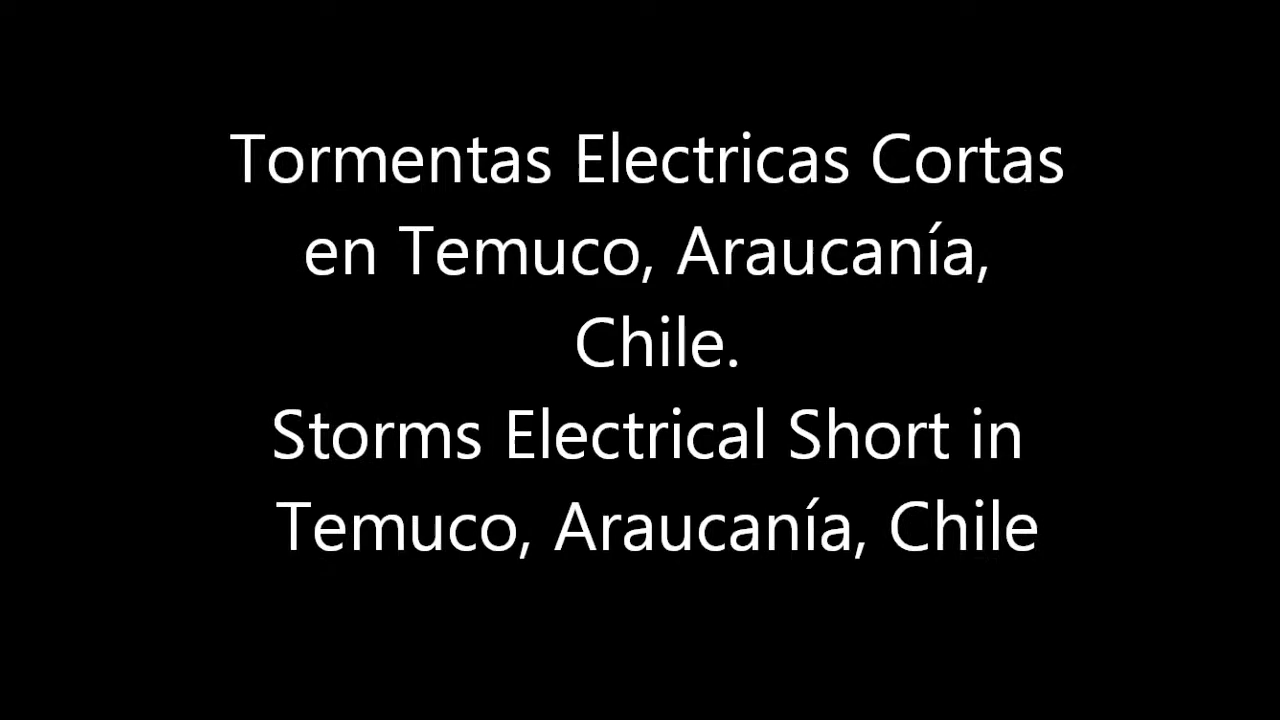 Tormentas Electricas Cortas
en Temuco, Araucanía,
Chile.
Storms Electrical Short in
Temuco, Araucanía, Chile